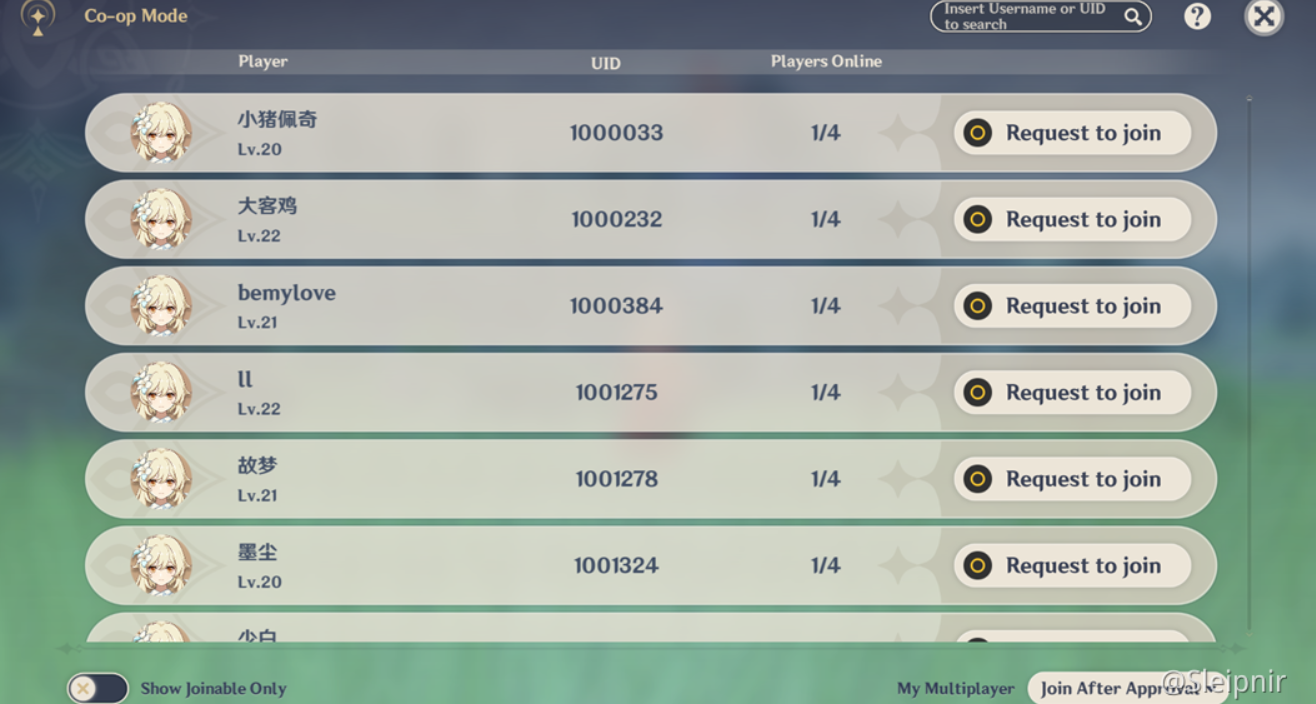 Co-op Mode
Insert Username or UID
to search
?
Player UID Players Online
小猪佩奇
Lv.20
1000033 1/4 Request to join
大客鸡
Lv.22
1000232 1/4 Request to join
bemylove
Lv.21
1000384 1/4 Request to join
ll
Lv.22
1001275 1/4 Request to join
故梦
Lv.21
1001278 1/4 Request to join
墨尘
Lv.20
1001324 1/4 Request to join
少白
Show Joinable Only
My Multiplayer Join After Approval
@Sleipnir